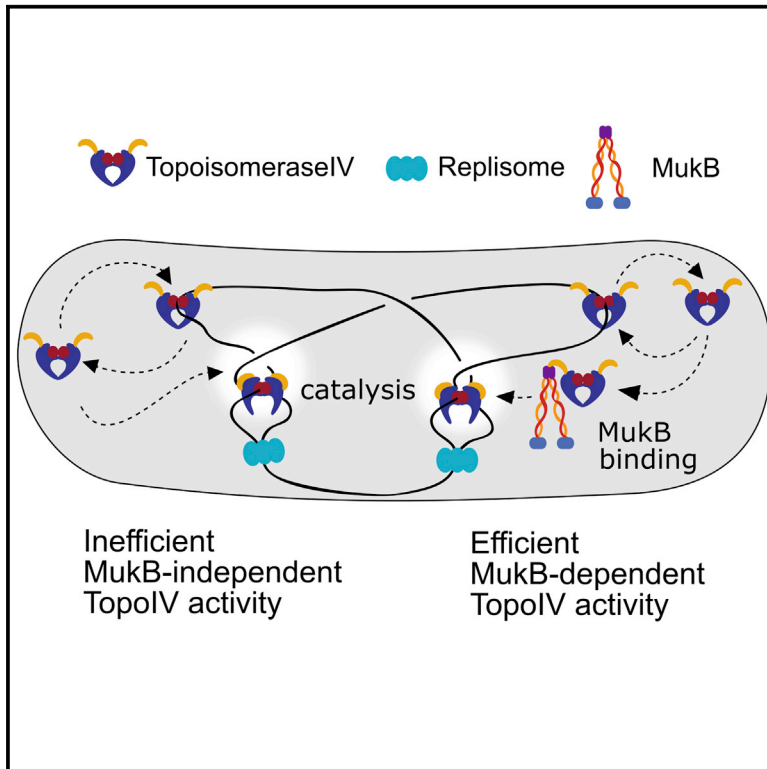 TopoisomeraseIV
Replisome
MukB
catalysis
MukB
binding
Inefficient
MukB-independent
TopoIV activity
Efficient
MukB-dependent
TopoIV activity